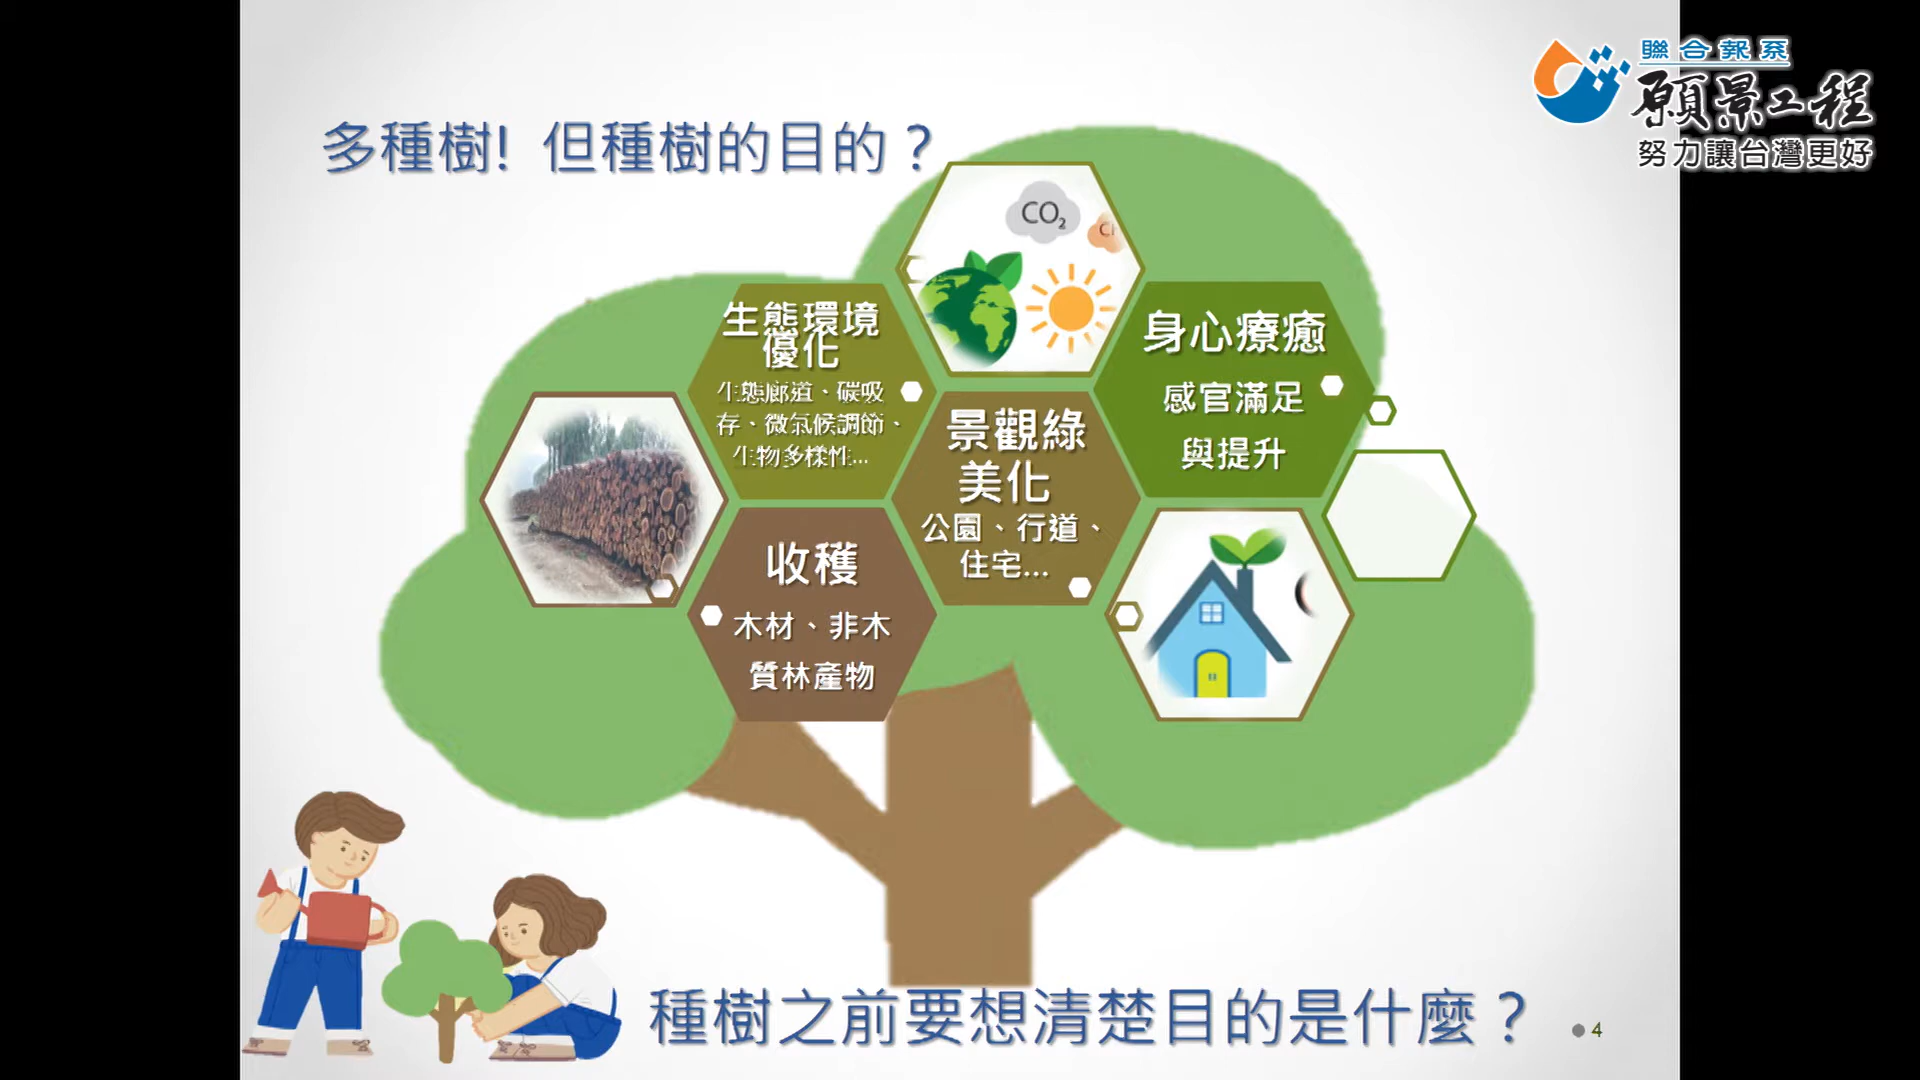 聯合報系
願景工程
努力讓台灣更好
多種樹! 但種樹的目的？
CO₂
生態環境
優化
生態廊道、碳吸
存、微氣候調節、
生物多樣性...
身心療癒
感官滿足
與提升
景觀綠
美化
公園、行道、
住宅...
收穫
木材、非木
質林產物
種樹之前要想清楚目的是什麼？
4